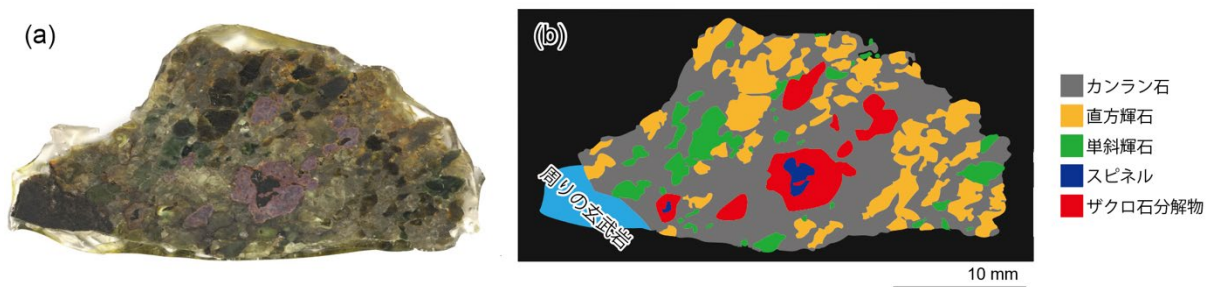 (a)
(b)
周りの玄武岩
カンラン石
直方輝石
単斜輝石
スピネル
ザクロ石分解物
10 mm